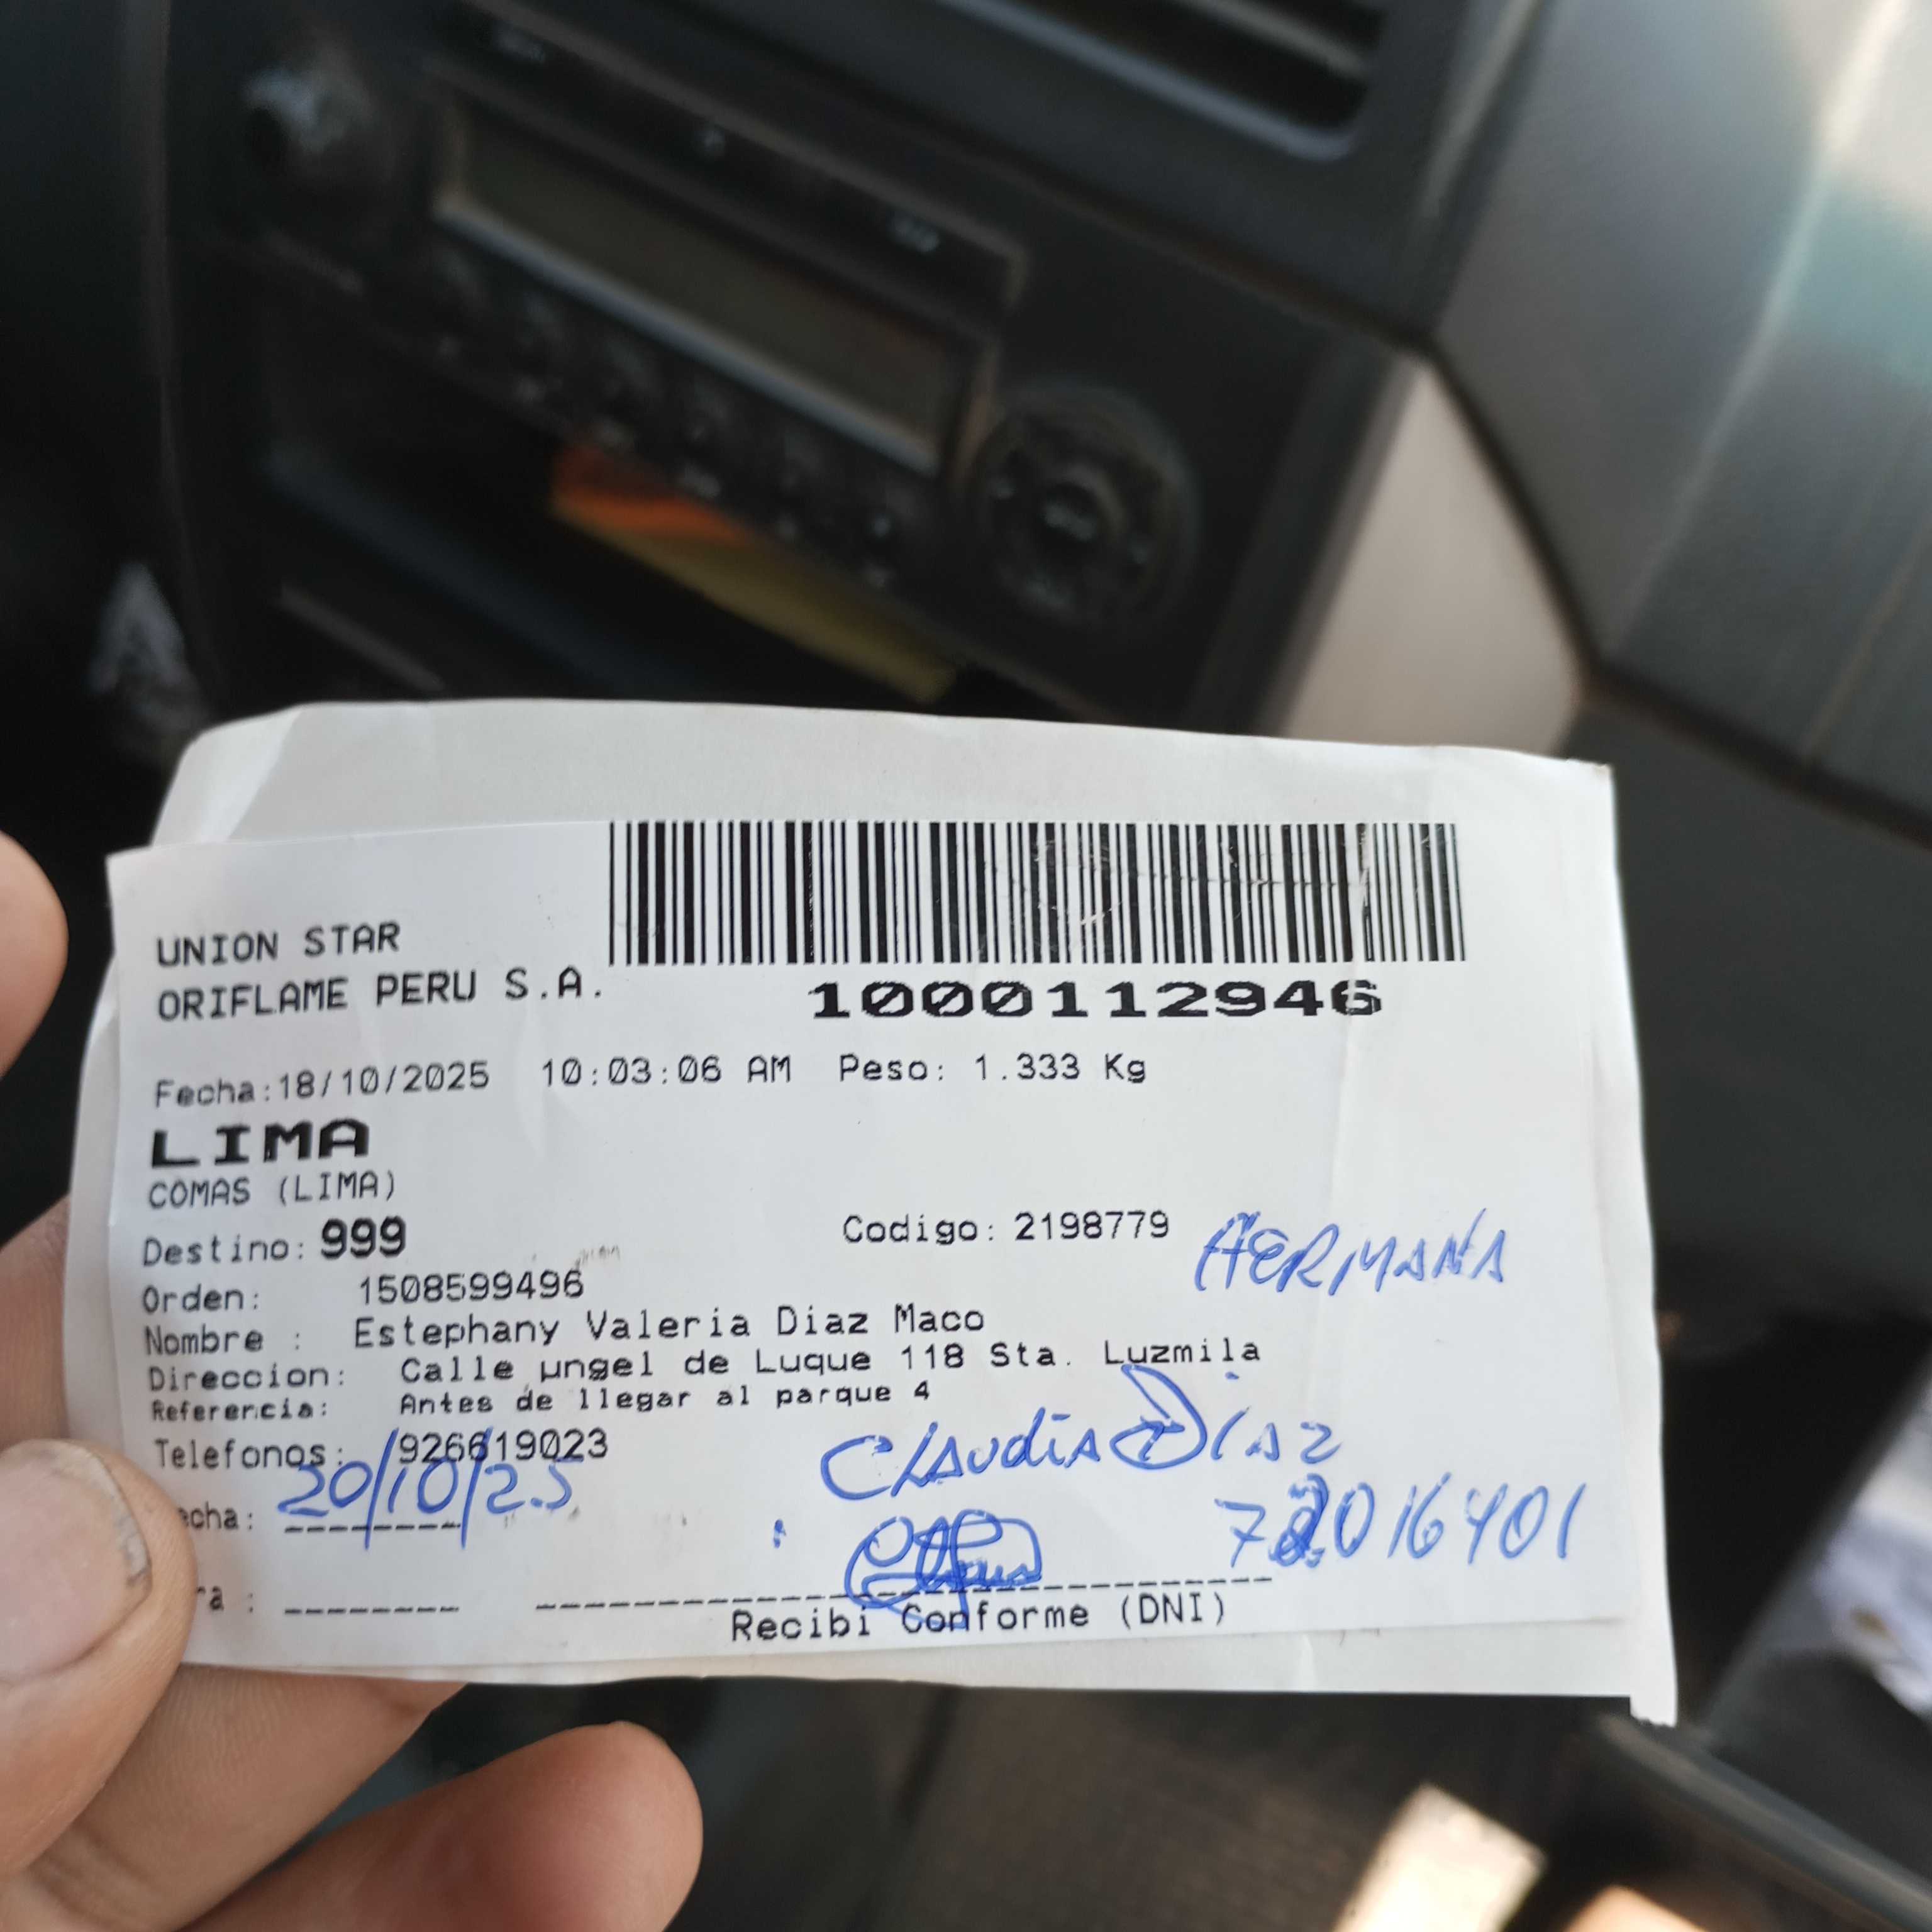 UNION STAR
ORIFLAME PERU S.A.
1000112946
Fecha:18/10/2025 10:03:06 AM Peso: 1.333 Kg
LIMA
COMAS (LIMA)
Destino: 999 Codigo: 2198779 HERMANA
Orden: 1508599496
Nombre : Estephany Valeria Diaz Maco
Direccion: Calle µngel de Luque 118 Sta. Luzmila
Referencia: Antes de llegar al parque 4
Telefonos: 926619023
Claudia Diaz
echa: 20/10/25
ra :
Recibi Conforme (DNI)